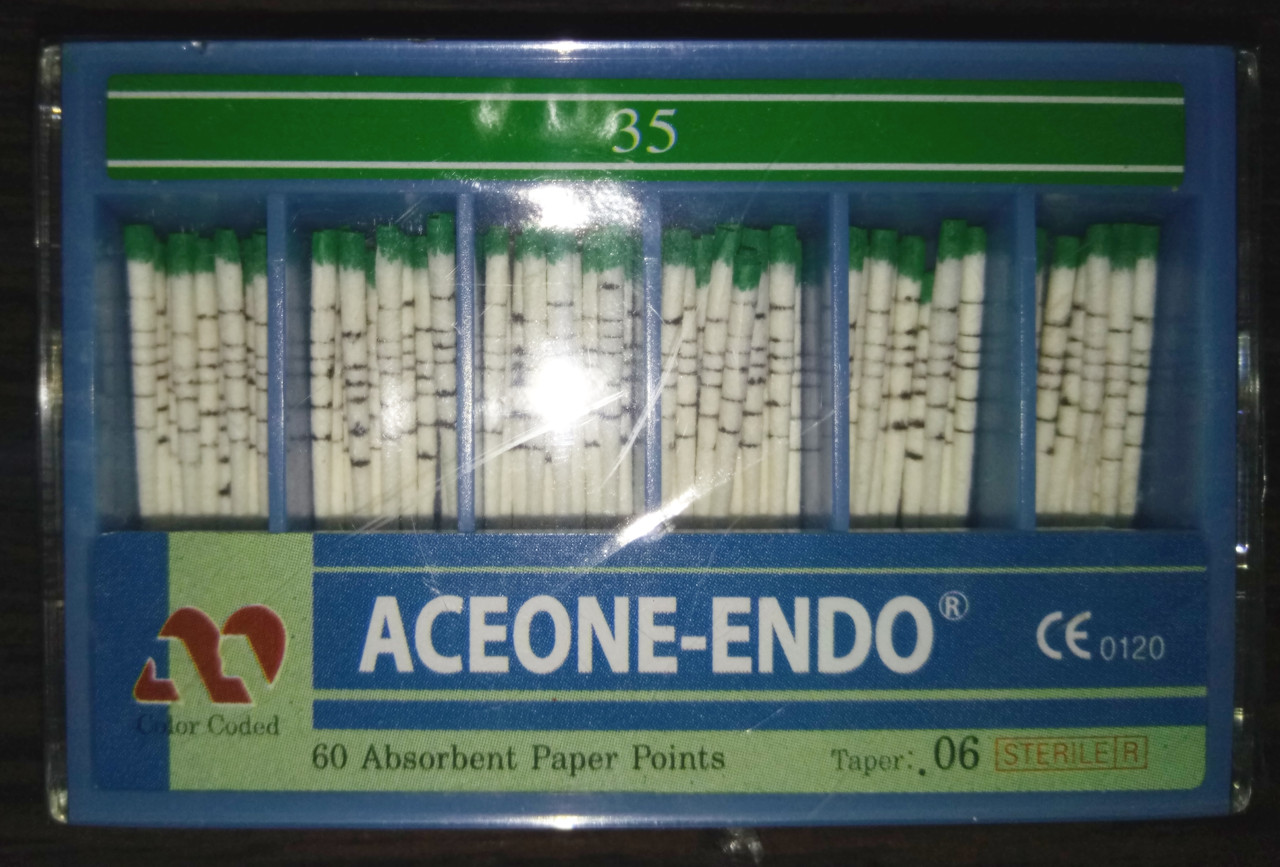 35
ACEONE-ENDO®
CE 0120
Color Coded
60 Absorbent Paper Points
Taper: .06 STERILE R